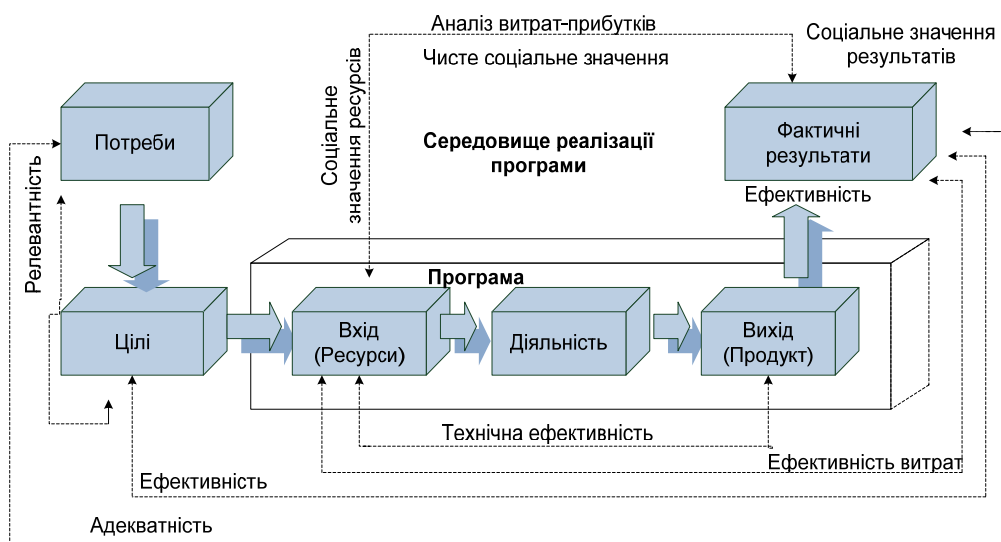 Аналіз витрат-прибутків
Чисте соціальне значення
Соціальне значення
результатів
Соціальне
значення ресурсів
Потреби
Фактичні
результати
Середовище реалізації
програми
Ефективність
Релевантність
Програма
Цілі
Вхід
(Ресурси)
Діяльність
Вихід
(Продукт)
Технічна ефективність
Ефективність витрат
Ефективність
Адекватність